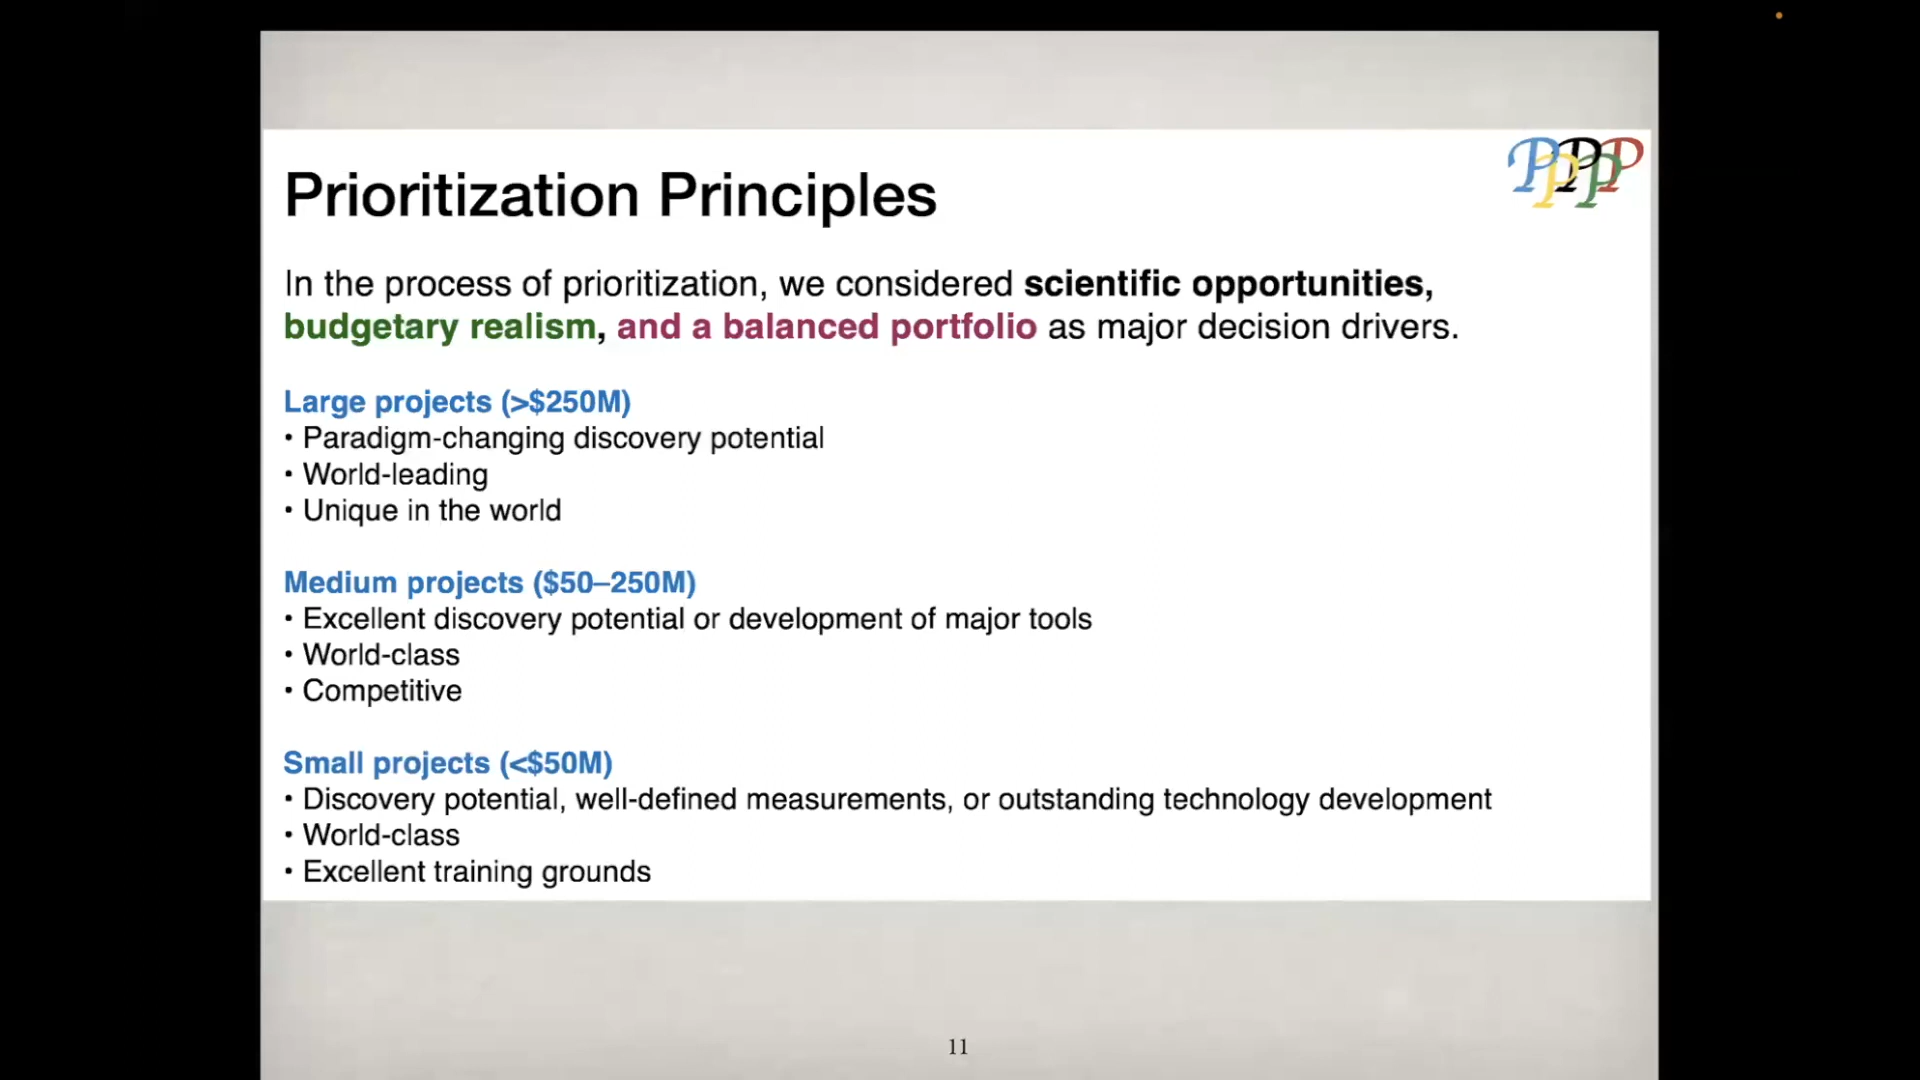 PPPPP
Prioritization Principles
In the process of prioritization, we considered scientific opportunities,
budgetary realism, and a balanced portfolio as major decision drivers.
Large projects (>$250M)
• Paradigm-changing discovery potential
• World-leading
• Unique in the world
Medium projects ($50–250M)
• Excellent discovery potential or development of major tools
• World-class
• Competitive
Small projects (<$50M)
• Discovery potential, well-defined measurements, or outstanding technology development
• World-class
• Excellent training grounds
11